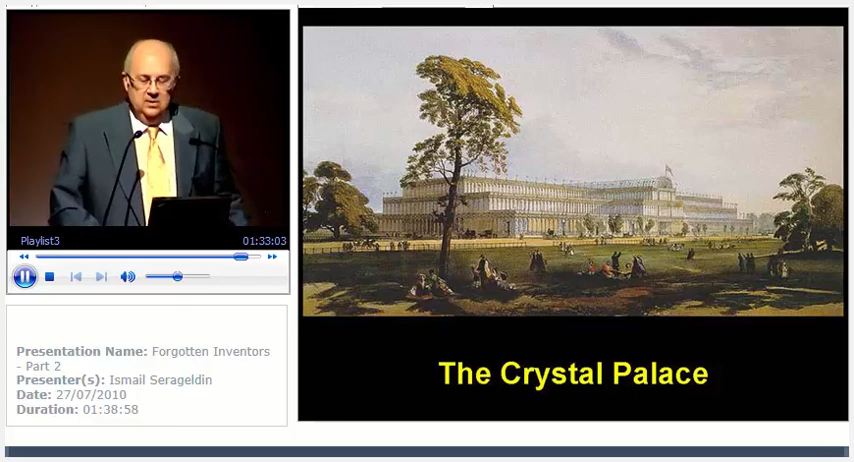 Playlist3 01:33:03
Presentation Name: Forgotten Inventors
- Part 2
Presenter(s): Ismail Serageldin
Date: 27/07/2010
Duration: 01:38:58
The Crystal Palace